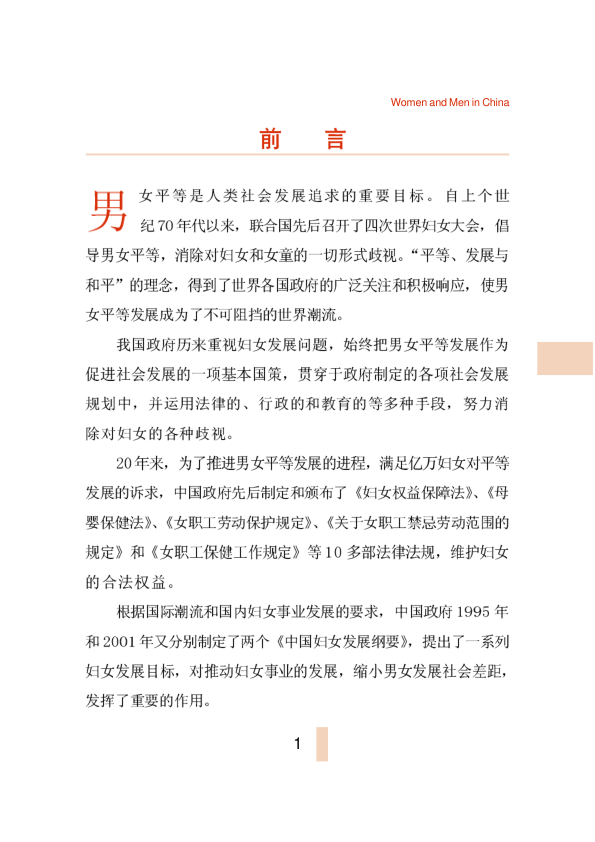 Women and Men in China
前 言
男女平等是人类社会发展追求的重要目标。自上个世
纪70年代以来，联合国先后召开了四次世界妇女大会，倡
导男女平等，消除对妇女和女童的一切形式歧视。“平等、发展与
和平”的理念，得到了世界各国政府的广泛关注和积极响应，使男
女平等发展成为了不可阻挡的世界潮流。
我国政府历来重视妇女发展问题，始终把男女平等发展作为
促进社会发展的一项基本国策，贯穿于政府制定的各项社会发展
规划中，并运用法律的、行政的和教育的等多种手段，努力消
除对妇女的各种歧视。
20年来，为了推进男女平等发展的进程，满足亿万妇女对平等
发展的诉求，中国政府先后制定和颁布了《妇女权益保障法》、《母
婴保健法》、《女职工劳动保护规定》、《关于女职工禁忌劳动范围的
规定》和《女职工保健工作规定》等10多部法律法规，维护妇女
的合法权益。
根据国际潮流和国内妇女事业发展的要求，中国政府1995年
和2001年又分别制定了两个《中国妇女发展纲要》，提出了一系列
妇女发展目标，对推动妇女事业的发展，缩小男女发展社会差距，
发挥了重要的作用。
1